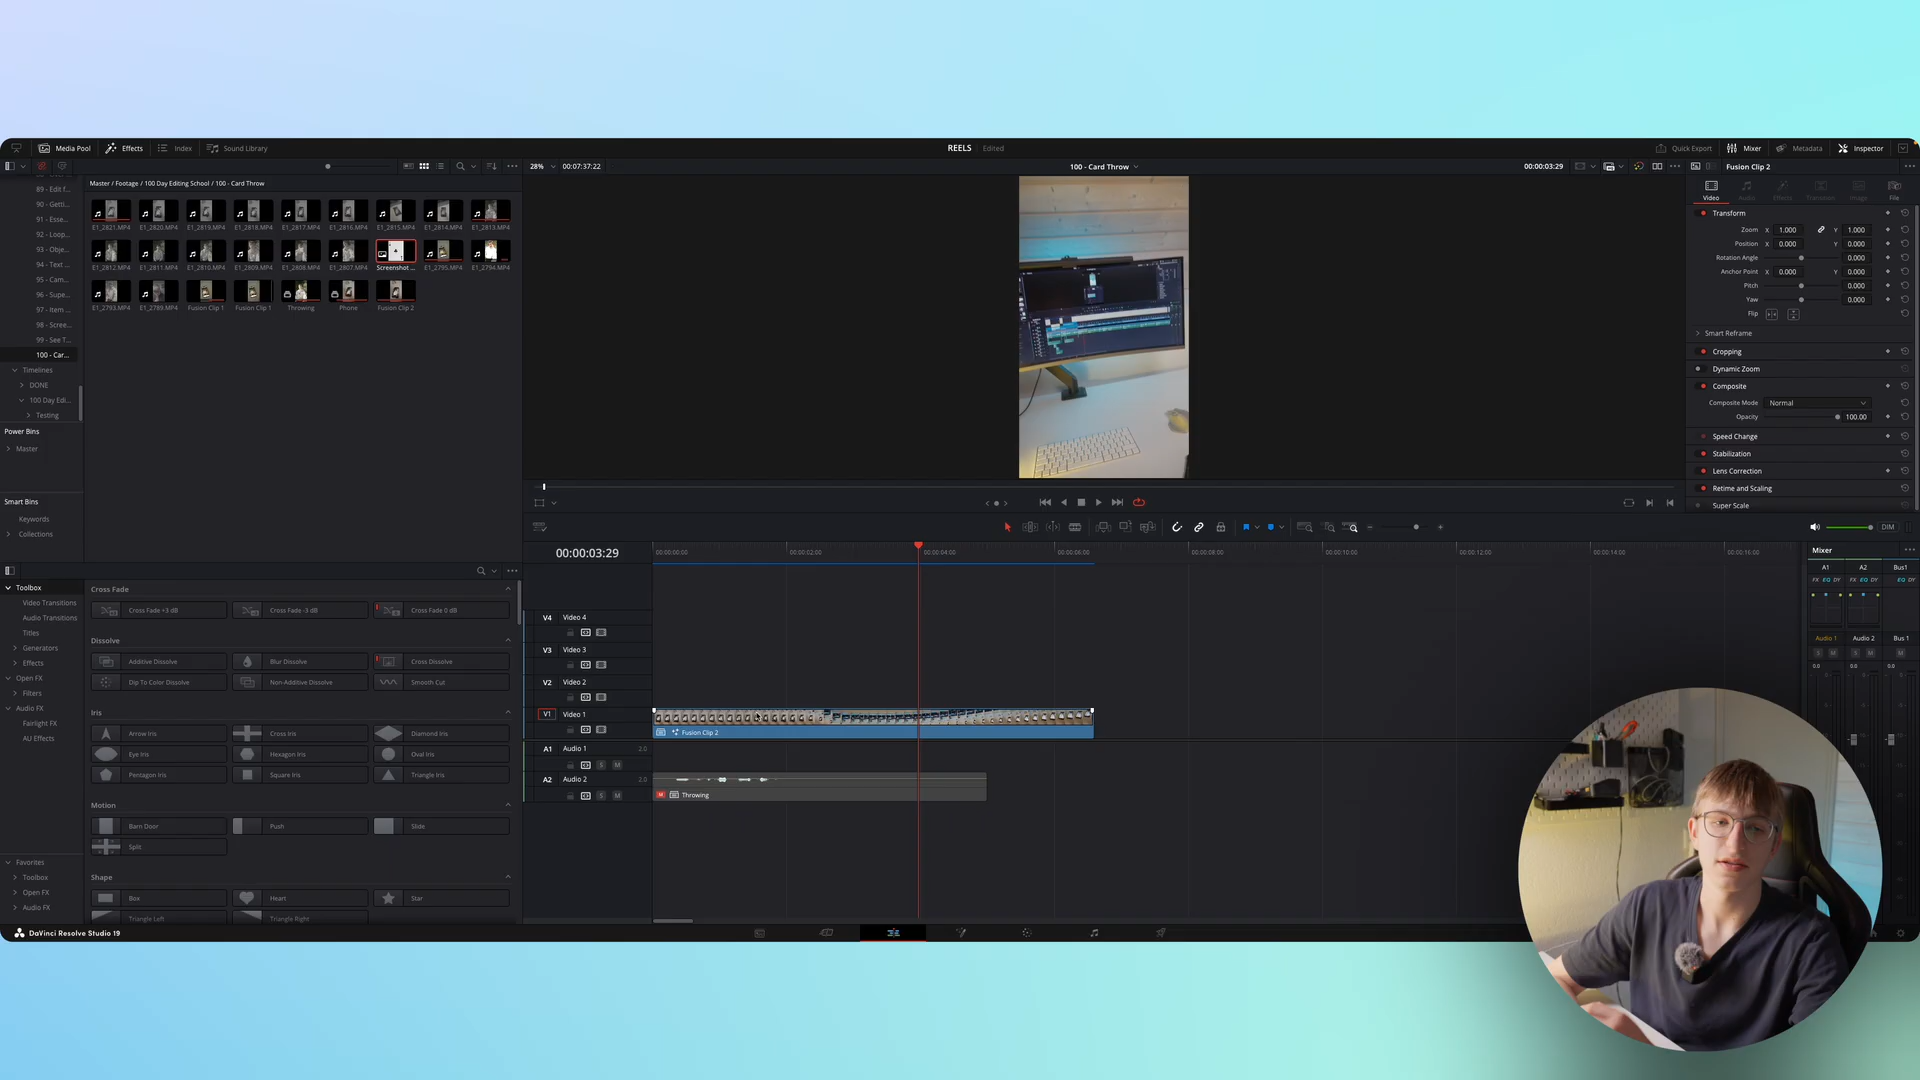 Media Pool Effects Index Sound Library REELS Edited Quick Export Mixer Metadata Inspector
28% 00:07:37:22 100 - Card Throw 00:00:03:29 Fusion Clip 2
Master / Footage / 100 Day Editing School / 100 - Card Throw
89 - Edit f...
90 - Getti...
91 - Esse...
92 - Loop...
93 - Obje...
94 - Text ...
95 - Cam...
96 - Supe...
97 - Item ...
98 - Scree...
99 - See T...
100 - Car...
Timelines
DONE
100 Day Edi...
Testing
Power Bins
Master
Smart Bins
Keywords
Collections
E1_2821.MP4 E1_2820.MP4 E1_2819.MP4 E1_2818.MP4 E1_2817.MP4 E1_2816.MP4 E1_2815.MP4 E1_2814.MP4 E1_2813.MP4
E1_2812.MP4 E1_2811.MP4 E1_2810.MP4 E1_2809.MP4 E1_2808.MP4 E1_2807.MP4 Screenshot ... E1_2795.MP4 E1_2794.MP4
E1_2793.MP4 E1_2789.MP4 Fusion Clip 1 Fusion Clip 1 Throwing Phone Fusion Clip 2
Video Audio Effects Transition Image File
Transform
Zoom X 1.000 Y 1.000
Position X 0.000 Y 0.000
Rotation Angle 0.000
Anchor Point X 0.000 Y 0.000
Pitch 0.000
Yaw 0.000
Flip
Smart Reframe
Cropping
Dynamic Zoom
Composite
Composite Mode Normal
Opacity 100.00
Speed Change
Stabilization
Lens Correction
Retime and Scaling
Super Scale
DIM
00:00:03:29
00:00:00:00 00:00:02:00 00:00:04:00 00:00:06:00 00:00:08:00 00:00:10:00 00:00:12:00 00:00:14:00 00:00:16:00
V4 Video 4
V3 Video 3
V2 Video 2
V1 Video 1
Fusion Clip 2
A1 Audio 1 2.0
S M
A2 Audio 2 2.0
S M
M Throwing
Mixer
A1 A2 Bus1
FX EQ DY FX EQ DY EQ DY
Audio 1 Audio 2 Bus 1
S M S M M
0.0 0.0 0.0
Toolbox
Video Transitions
Audio Transitions
Titles
Generators
Effects
Open FX
Filters
Audio FX
Fairlight FX
AU Effects
Favorites
Toolbox
Open FX
Audio FX
Cross Fade
Cross Fade +3 dB Cross Fade -3 dB Cross Fade 0 dB
Dissolve
Additive Dissolve Blur Dissolve Cross Dissolve
Dip To Color Dissolve Non-Additive Dissolve Smooth Cut
Iris
Arrow Iris Cross Iris Diamond Iris
Eye Iris Hexagon Iris Oval Iris
Pentagon Iris Square Iris Triangle Iris
Motion
Barn Door Push Slide
Split
Shape
Box Heart Star
Triangle Left Triangle Right
DaVinci Resolve Studio 19